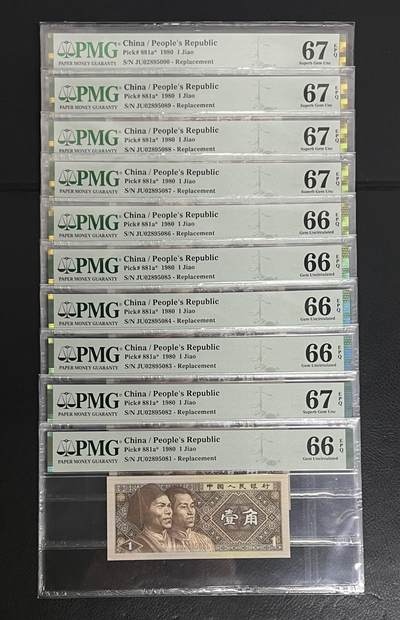 PMG
PAPER MONEY GUARANTY
China / People's Republic
Pick# 881a* 1980 1 Jiao
S/N JU02895090 - Replacement
67 EPQ
Superb Gem Unc
PMG
PAPER MONEY GUARANTY
China / People's Republic
Pick# 881a* 1980 1 Jiao
S/N JU02895089 - Replacement
67 EPQ
Superb Gem Unc
PMG
PAPER MONEY GUARANTY
China / People's Republic
Pick# 881a* 1980 1 Jiao
S/N JU02895088 - Replacement
67 EPQ
Superb Gem Unc
PMG
PAPER MONEY GUARANTY
China / People's Republic
Pick# 881a* 1980 1 Jiao
S/N JU02895087 - Replacement
67 EPQ
Superb Gem Unc
PMG
PAPER MONEY GUARANTY
China / People's Republic
Pick# 881a* 1980 1 Jiao
S/N JU02895086 - Replacement
66 EPQ
Gem Uncirculated
PMG
PAPER MONEY GUARANTY
China / People's Republic
Pick# 881a* 1980 1 Jiao
S/N JU02895085 - Replacement
66 EPQ
Gem Uncirculated
PMG
PAPER MONEY GUARANTY
China / People's Republic
Pick# 881a* 1980 1 Jiao
S/N JU02895084 - Replacement
66 EPQ
Gem Uncirculated
PMG
PAPER MONEY GUARANTY
China / People's Republic
Pick# 881a* 1980 1 Jiao
S/N JU02895083 - Replacement
66 EPQ
Gem Uncirculated
PMG
PAPER MONEY GUARANTY
China / People's Republic
Pick# 881a* 1980 1 Jiao
S/N JU02895082 - Replacement
67 EPQ
Superb Gem Unc
PMG
PAPER MONEY GUARANTY
China / People's Republic
Pick# 881a* 1980 1 Jiao
S/N JU02895081 - Replacement
66 EPQ
Gem Uncirculated
中国人民银行
壹角
1
1